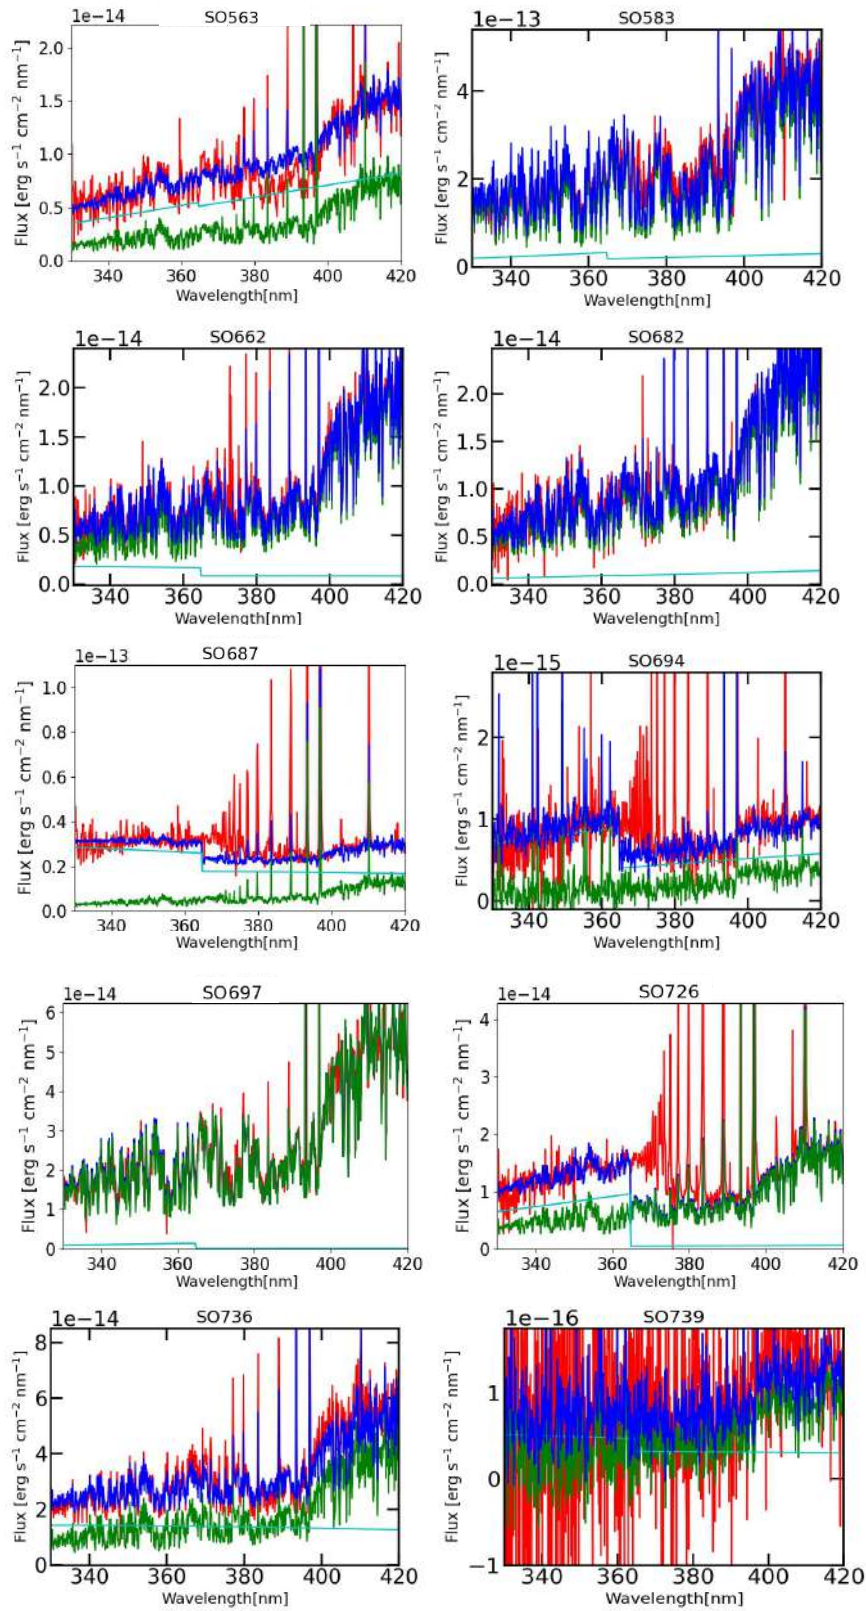 1e−14 SO563
Flux [erg s⁻¹ cm⁻² nm⁻¹]
2.0
1.5
1.0
0.5
0.0
340 360 380 400 420
Wavelength[nm]
1e−13 SO583
Flux [erg s⁻¹ cm⁻² nm⁻¹]
4
2
0
340 360 380 400 420
Wavelength[nm]
1e−14 SO662
Flux [erg s⁻¹ cm⁻² nm⁻¹]
2.0
1.5
1.0
0.5
0.0
340 360 380 400 420
Wavelength[nm]
1e−14 SO682
Flux [erg s⁻¹ cm⁻² nm⁻¹]
2.0
1.5
1.0
0.5
0.0
340 360 380 400 420
Wavelength[nm]
1e−13 SO687
Flux [erg s⁻¹ cm⁻² nm⁻¹]
1.0
0.8
0.6
0.4
0.2
0.0
340 360 380 400 420
Wavelength[nm]
1e−15 SO694
Flux [erg s⁻¹ cm⁻² nm⁻¹]
2
1
0
340 360 380 400 420
Wavelength[nm]
1e−14 SO697
Flux [erg s⁻¹ cm⁻² nm⁻¹]
6
5
4
3
2
1
0
340 360 380 400 420
Wavelength[nm]
1e−14 SO726
Flux [erg s⁻¹ cm⁻² nm⁻¹]
4
3
2
1
0
340 360 380 400 420
Wavelength[nm]
1e−14 SO736
Flux [erg s⁻¹ cm⁻² nm⁻¹]
8
6
4
2
0
340 360 380 400 420
Wavelength[nm]
1e−16 SO739
Flux [erg s⁻¹ cm⁻² nm⁻¹]
1
0
−1
340 360 380 400 420
Wavelength[nm]